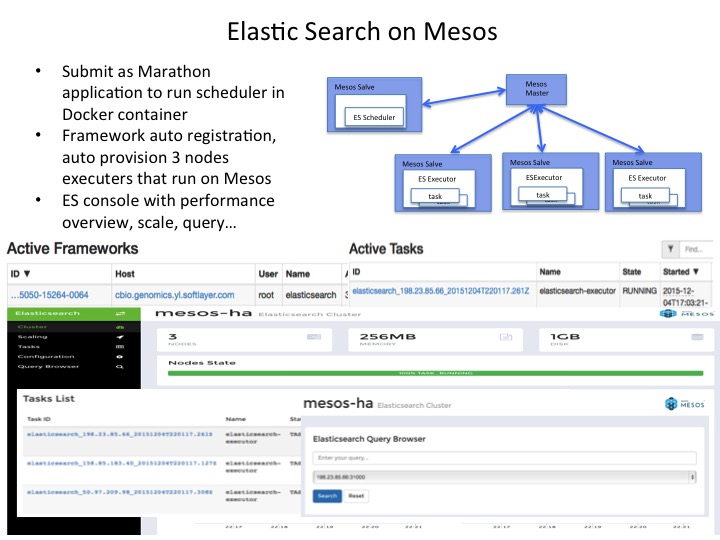 Elastic Search on Mesos
• Submit as Marathon
application to run scheduler in
Docker container
• Framework auto registration,
auto provision 3 nodes
executers that run on Mesos
• ES console with performance
overview, scale, query...
Mesos Salve
ES Scheduler
Mesos
Master
Mesos Salve
ES Executor
task
Mesos Salve
ESExecutor
task
Mesos Salve
ES Executor
task
Active Frameworks
ID ▼ Host User Name
...5050-15264-0064 cbio.genomics.yl.softlayer.com root elasticsearch
Active Tasks
Find...
ID Name State Started ▼
elasticsearch_198.23.85.66_20151204T220117.261Z elasticsearch-executor RUNNING 2015-12-
04T17:03:21-
Elasticsearch
Cluster
Scaling
Tasks
Configuration
Query Browser
mesos-ha Elasticsearch Cluster
MESOS
3
NODES
256MB
MEMORY
1GB
DISK
Nodes State
100% TASK_RUNNING
Tasks List
Task ID Name Sta
elasticsearch_198.23.85.66_20151204T220117.261Z elasticsearch-
executor TAS
elasticsearch_158.85.183.40_20151204T220117.127Z elasticsearch-
executor TAS
elasticsearch_50.97.209.98_20151204T220117.308Z elasticsearch-
executor TAS
mesos-ha Elasticsearch Cluster
MESOS
Elasticsearch Query Browser
Enter your query...
198.23.85.66:31000
Search Reset
22:17 22:18 22:19 22:20 22:21 22:17 22:18 22:19 22:20 22:21